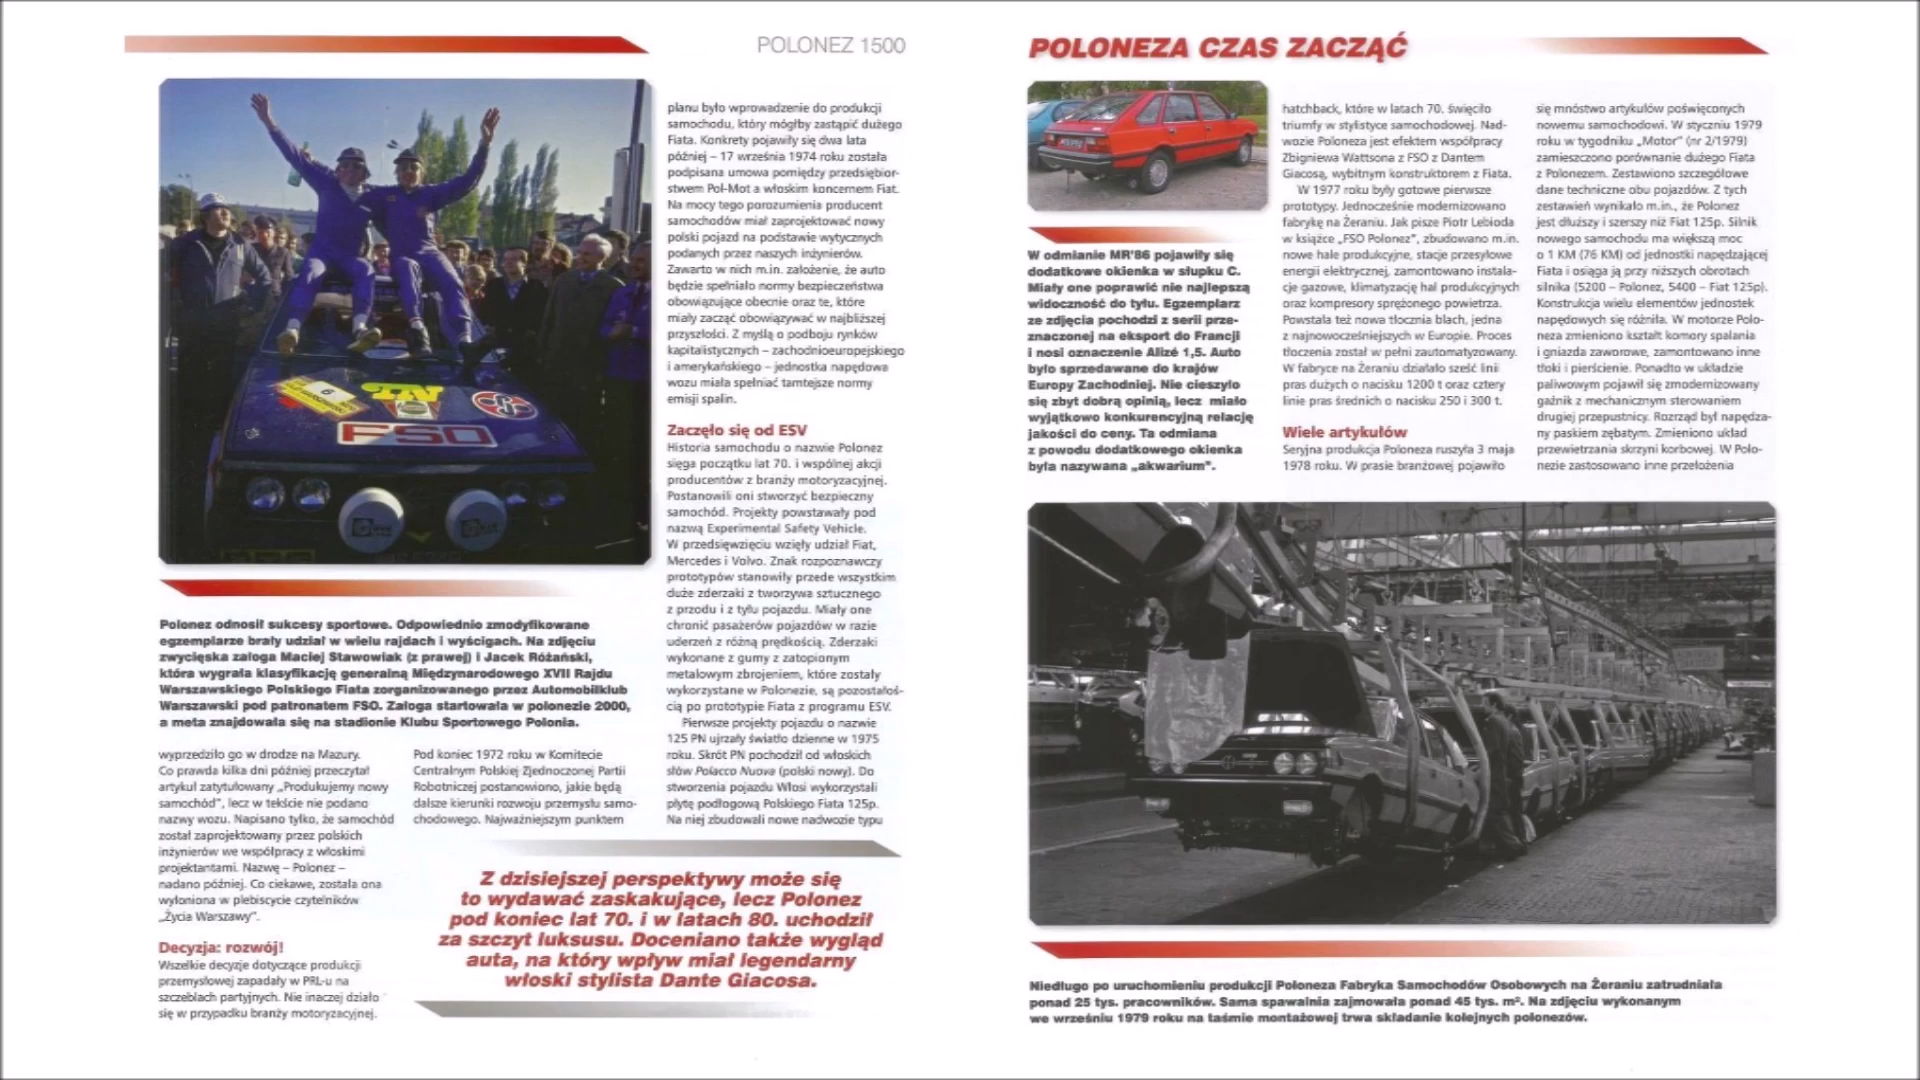 POLONEZ 1500
Polonez odnosił sukcesy sportowe. Odpowiednio zmodyfikowane
egzemplarze brały udział w wielu rajdach i wyścigach. Na zdjęciu
zwycięska załoga Maciej Stawowiak (z prawej) i Jacek Różański,
która wygrała klasyfikację generalną Międzynarodowego XVII Rajdu
Warszawskiego Polskiego Fiata zorganizowanego przez Automobilklub
Warszawski pod patronatem FSO. Załoga startowała w polonezie 2000,
a meta znajdowała się na stadionie Klubu Sportowego Polonia.
wyprzedziło go w drodze na Mazury.
Co prawda kilka dni później przeczytał
artykuł zatytułowany „Produkujemy nowy
samochód”, lecz w tekście nie podano
nazwy wozu. Napisano tylko, że samochód
został zaprojektowany przez polskich
inżynierów we współpracy z włoskimi
projektantami. Nazwę – Polonez –
nadano później. Co ciekawe, została ona
wyłoniona w plebiscycie czytelników
„Życia Warszawy”.
Decyzja: rozwój!
Wszelkie decyzje dotyczące produkcji
przemysłowej zapadały w PRL-u na
szczeblach partyjnych. Nie inaczej działo
się w przypadku branży motoryzacyjnej.
Pod koniec 1972 roku w Komitecie
Centralnym Polskiej Zjednoczonej Partii
Robotniczej postanowiono, jakie będą
dalsze kierunki rozwoju przemysłu samo-
chodowego. Najważniejszym punktem
planu było wprowadzenie do produkcji
samochodu, który mógłby zastąpić dużego
Fiata. Konkrety pojawiły się dwa lata
później – 17 września 1974 roku została
podpisana umowa pomiędzy przedsiębior-
stwem Pol-Mot a włoskim koncernem Fiat.
Na mocy tego porozumienia producent
samochodów miał zaprojektować nowy
polski pojazd na podstawie wytycznych
podanych przez naszych inżynierów.
Zawarto w nich m.in. założenie, że auto
będzie spełniało normy bezpieczeństwa
obowiązujące obecnie oraz te, które
miały zacząć obowiązywać w najbliższej
przyszłości. Z myślą o podboju rynków
kapitalistycznych – zachodnioeuropejskiego
i amerykańskiego – jednostka napędowa
wozu miała spełniać tamtejsze normy
emisji spalin.
Zaczęło się od ESV
Historia samochodu o nazwie Polonez
sięga początku lat 70. i wspólnej akcji
producentów z branży motoryzacyjnej.
Postanowili oni stworzyć bezpieczny
samochód. Projekty powstawały pod
nazwą Experimental Safety Vehicle.
W przedsięwzięciu wzięły udział Fiat,
Mercedes i Volvo. Znak rozpoznawczy
prototypów stanowiły przede wszystkim
duże zderzaki z tworzywa sztucznego
z przodu i z tyłu pojazdu. Miały one
chronić pasażerów pojazdów w razie
uderzeń z różną prędkością. Zderzaki
wykonane z gumy z zatopionym
metalowym zbrojeniem, które zostały
wykorzystane w Polonezie, są pozostałoś-
cią po prototypie Fiata z programu ESV.
Pierwsze projekty pojazdu o nazwie
125 PN ujrzały światło dzienne w 1975
roku. Skrót PN pochodził od włoskich
słów Polacco Nuova (polski nowy). Do
stworzenia pojazdu Włosi wykorzystali
płytę podłogową Polskiego Fiata 125p.
Na niej zbudowali nowe nadwozie typu
Z dzisiejszej perspektywy może się
to wydawać zaskakujące, lecz Polonez
pod koniec lat 70. i w latach 80. uchodził
za szczyt luksusu. Doceniano także wygląd
auta, na który wpływ miał legendarny
włoski stylista Dante Giacosa.
POLONEZA CZAS ZACZĄĆ
W odmianie MR'86 pojawiły się
dodatkowe okienka w słupku C.
Miały one poprawić nie najlepszą
widoczność do tyłu. Egzemplarz
ze zdjęcia pochodzi z serii prze-
znaczonej na eksport do Francji
i nosi oznaczenie Alizé 1,5. Auto
było sprzedawane do krajów
Europy Zachodniej. Nie cieszyło
się zbyt dobrą opinią, lecz miało
wyjątkowo konkurencyjną relację
jakości do ceny. Ta odmiana
z powodu dodatkowego okienka
była nazywana „akwarium”.
hatchback, które w latach 70. święciło
triumfy w stylistyce samochodowej. Nad-
wozie Poloneza jest efektem współpracy
Zbigniewa Wattsona z FSO z Dantem
Giacosą, wybitnym konstruktorem z Fiata.
W 1977 roku były gotowe pierwsze
prototypy. Jednocześnie modernizowano
fabrykę na Żeraniu. Jak pisze Piotr Lebioda
w książce „FSO Polonez”, zbudowano m.in.
nowe hale produkcyjne, stacje przesyłowe
energii elektrycznej, zamontowano instala-
cje gazowe, klimatyzację hal produkcyjnych
oraz kompresory sprężonego powietrza.
Powstała też nowa tłocznia blach, jedna
z najnowocześniejszych w Europie. Proces
tłoczenia został w pełni zautomatyzowany.
W fabryce na Żeraniu działało sześć linii
pras dużych o nacisku 1200 t oraz cztery
linie pras średnich o nacisku 250 i 300 t.
Wiele artykułów
Seryjna produkcja Poloneza ruszyła 3 maja
1978 roku. W prasie branżowej pojawiło
się mnóstwo artykułów poświęconych
nowemu samochodowi. W styczniu 1979
roku w tygodniku „Motor” (nr 2/1979)
zamieszczono porównanie dużego Fiata
z Polonezem. Zestawiono szczegółowe
dane techniczne obu pojazdów. Z tych
zestawień wynikało m.in., że Polonez
jest dłuższy i szerszy niż Fiat 125p. Silnik
nowego samochodu ma większą moc
o 1 KM (76 KM) od jednostki napędzającej
Fiata i osiąga ją przy niższych obrotach
silnika (5200 – Polonez, 5400 – Fiat 125p).
Konstrukcja wielu elementów jednostek
napędowych się różniła. W motorze Polo-
neza zmieniono kształt komory spalania
i gniazda zaworowe, zamontowano inne
tłoki i pierścienie. Ponadto w układzie
paliwowym pojawił się zmodernizowany
gaźnik z mechanicznym sterowaniem
drugiej przepustnicy. Rozrząd był napędza-
ny paskiem zębatym. Zmieniono układ
przewietrzania skrzyni korbowej. W Polo-
nezie zastosowano inne przełożenia
Niedługo po uruchomieniu produkcji Poloneza Fabryka Samochodów Osobowych na Żeraniu zatrudniała
ponad 25 tys. pracowników. Sama spawalnia zajmowała ponad 45 tys. m². Na zdjęciu wykonanym
we wrześniu 1979 roku na taśmie montażowej trwa składanie kolejnych polonezów.
FSO